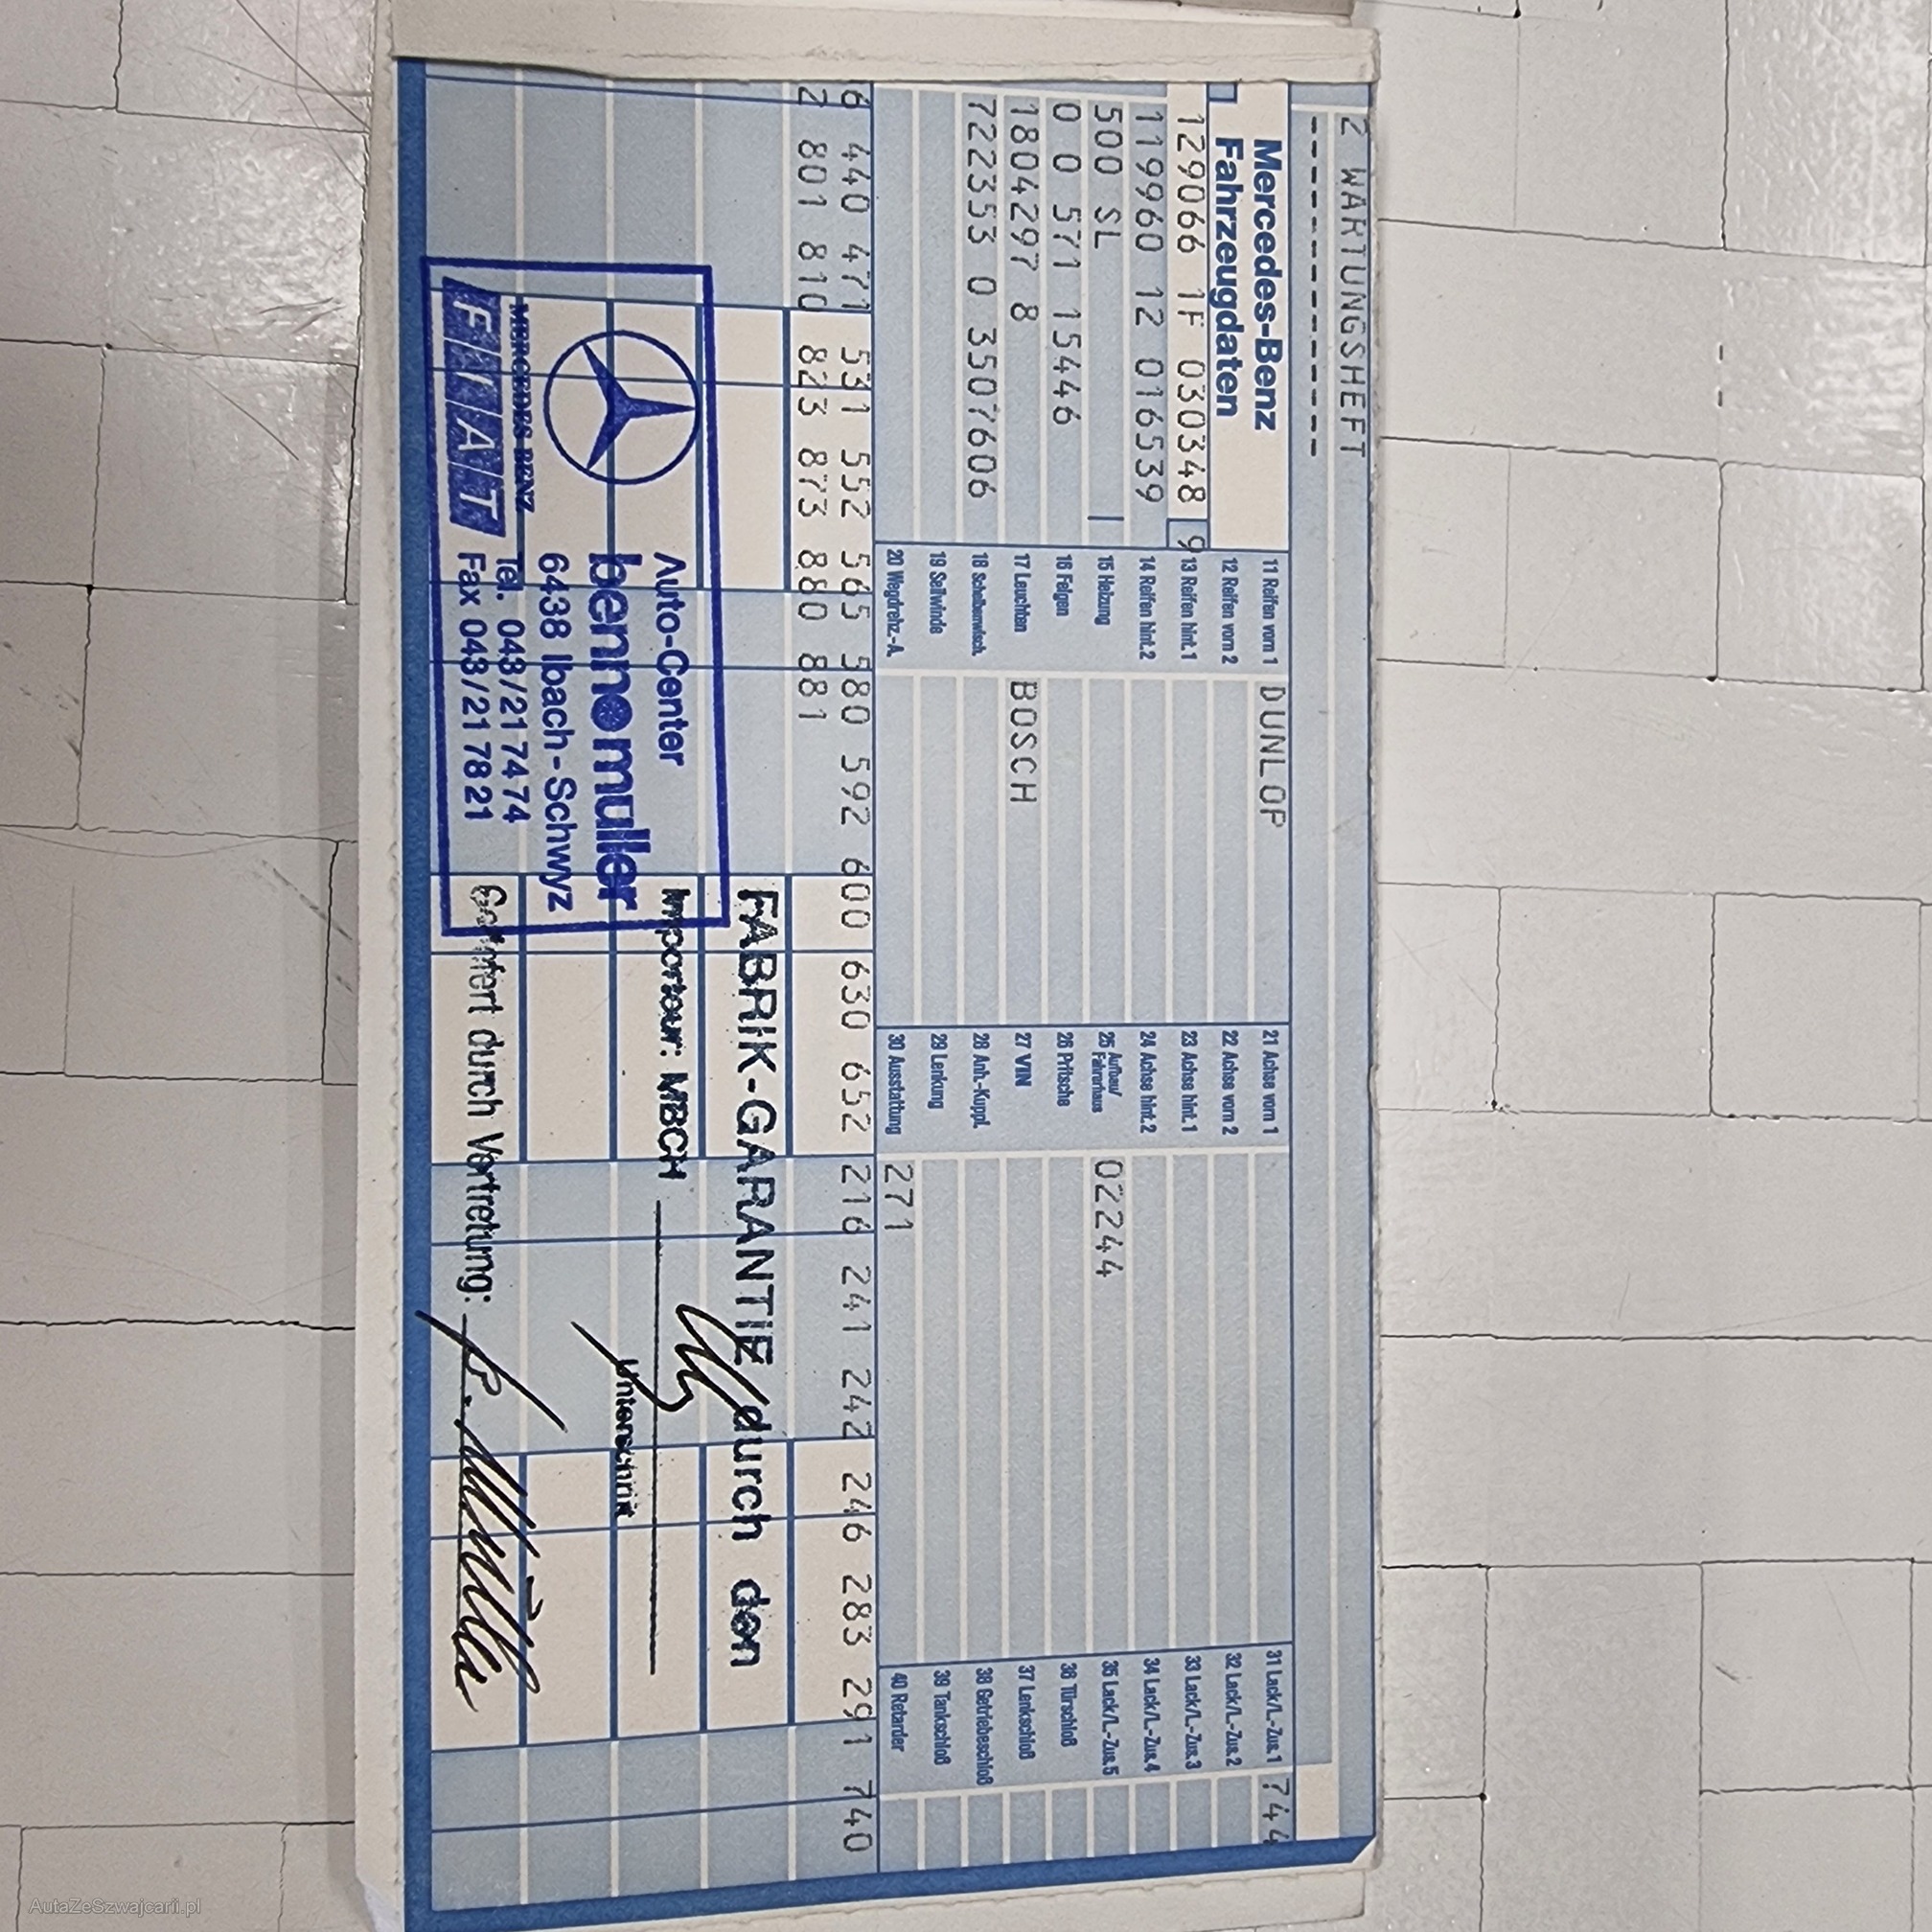 2 WARTUNGSHEFT
-----------------
Mercedes-Benz
Fahrzeugdaten
129066 1F 030348 9
119960 12 016539
500 SL
0 0 571 15446
18042978
722353 0 3507606
11 Reifen vorn 1 DUNLOP
12 Reifen vorn 2
13 Reifen hint.1
14 Reifen hint.2
15 Heizung
16 Felgen
17 Leuchten BOSCH
18 Scheibenwisch.
19 Seilwinde
20 Wegdrehz.-A.
21 Achse vorn 1
22 Achse vorn 2
23 Achse hint.1
24 Achse hint.2
25 Aufbau/
Fahrerhaus 02244
26 Pritsche
27 VIN
28 Anh.-Kuppl.
29 Lenkung
30 Ausstattung 271
31 Lack/L.-Zus.1 744
32 Lack/L.-Zus.2
33 Lack/L.-Zus.3
34 Lack/L.-Zus.4
35 Lack/L.-Zus.5
36 Türschloß
37 Lenkschloß
38 Getriebeschloß
39 Tankschloß
40 Retarder
6 440 471 531 552 565 580 592 600 630 652 216 241 242 246 283 291 740
2 801 810 823 873 880 881
Auto-Center
bennomuller
6438 Ibach-Schwyz
MERCEDES BENZ
FIAT
Tel. 043/21 74 74
Fax 043/21 78 21
FABRIK-GARANTIE durch den
Importeur: MBCH
Unterschrift
Geliefert durch Vertretung:
AutaZeSzwajcarii.pl